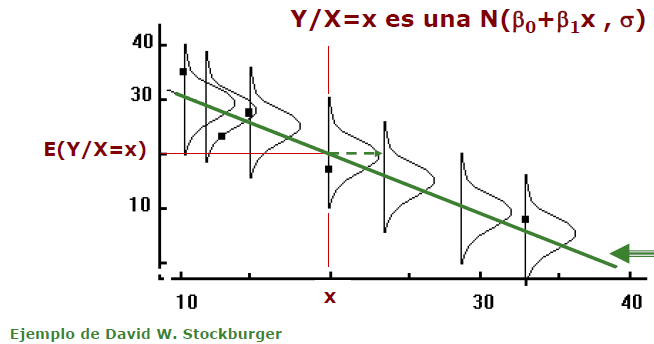 Y/X=x es una N(β₀+β₁x , σ)
40
30
E(Y/X=x)
10
10 x 30 40
Ejemplo de David W. Stockburger